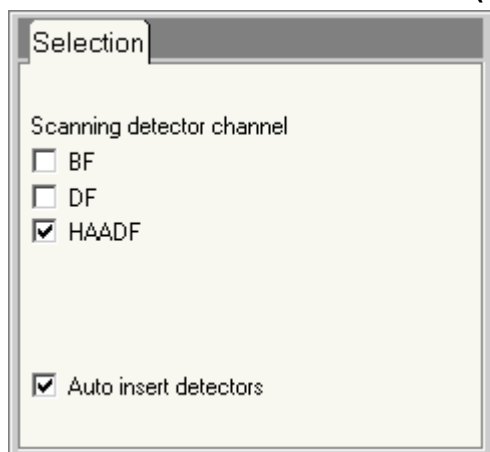 Selection
Scanning detector channel
BF
DF
HAADF
Auto insert detectors